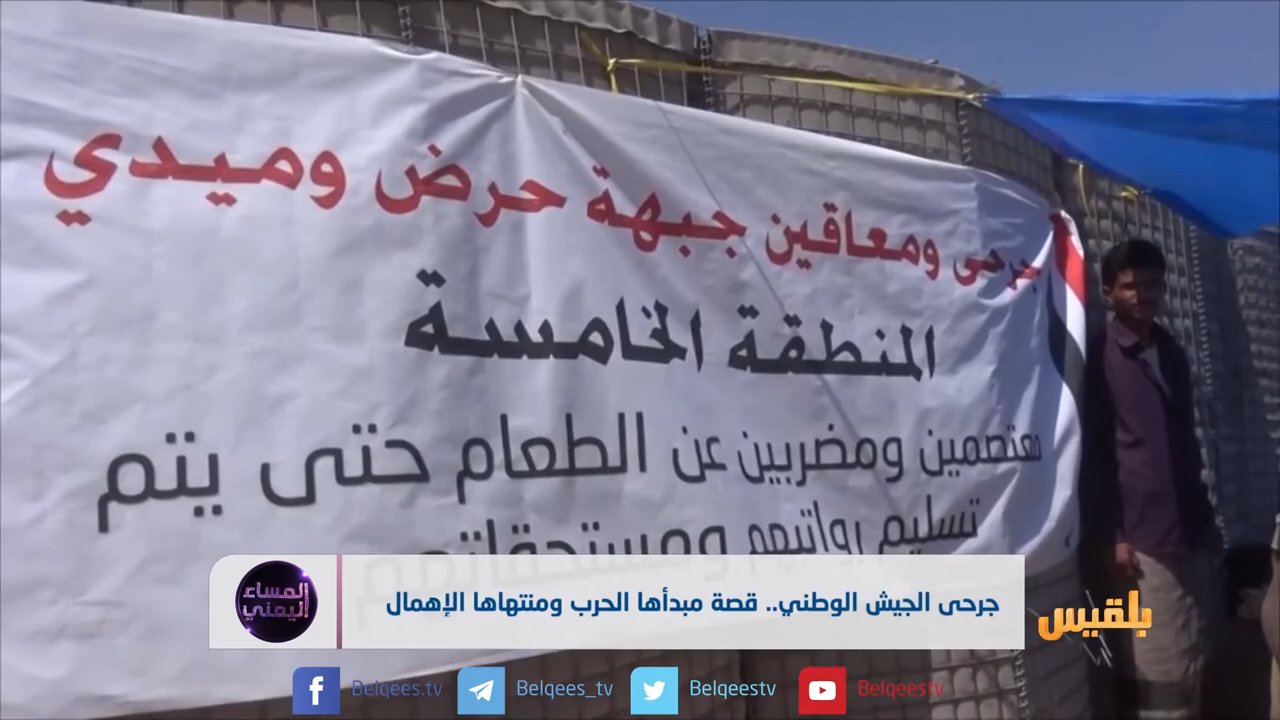 جرحى ومعاقين جبهة حرض وميدي
المنطقة الخامسة
معتصمين ومضربين عن الطعام حتى يتم
تسليم رواتبهم ومستحقاتهم
المساء
اليمني
جرحى الجيش الوطني.. قصة مبدأها الحرب ومنتهاها الإهمال
بلقيس
Belqees.tv
Belqees_tv
Belqeestv
Belqeestv